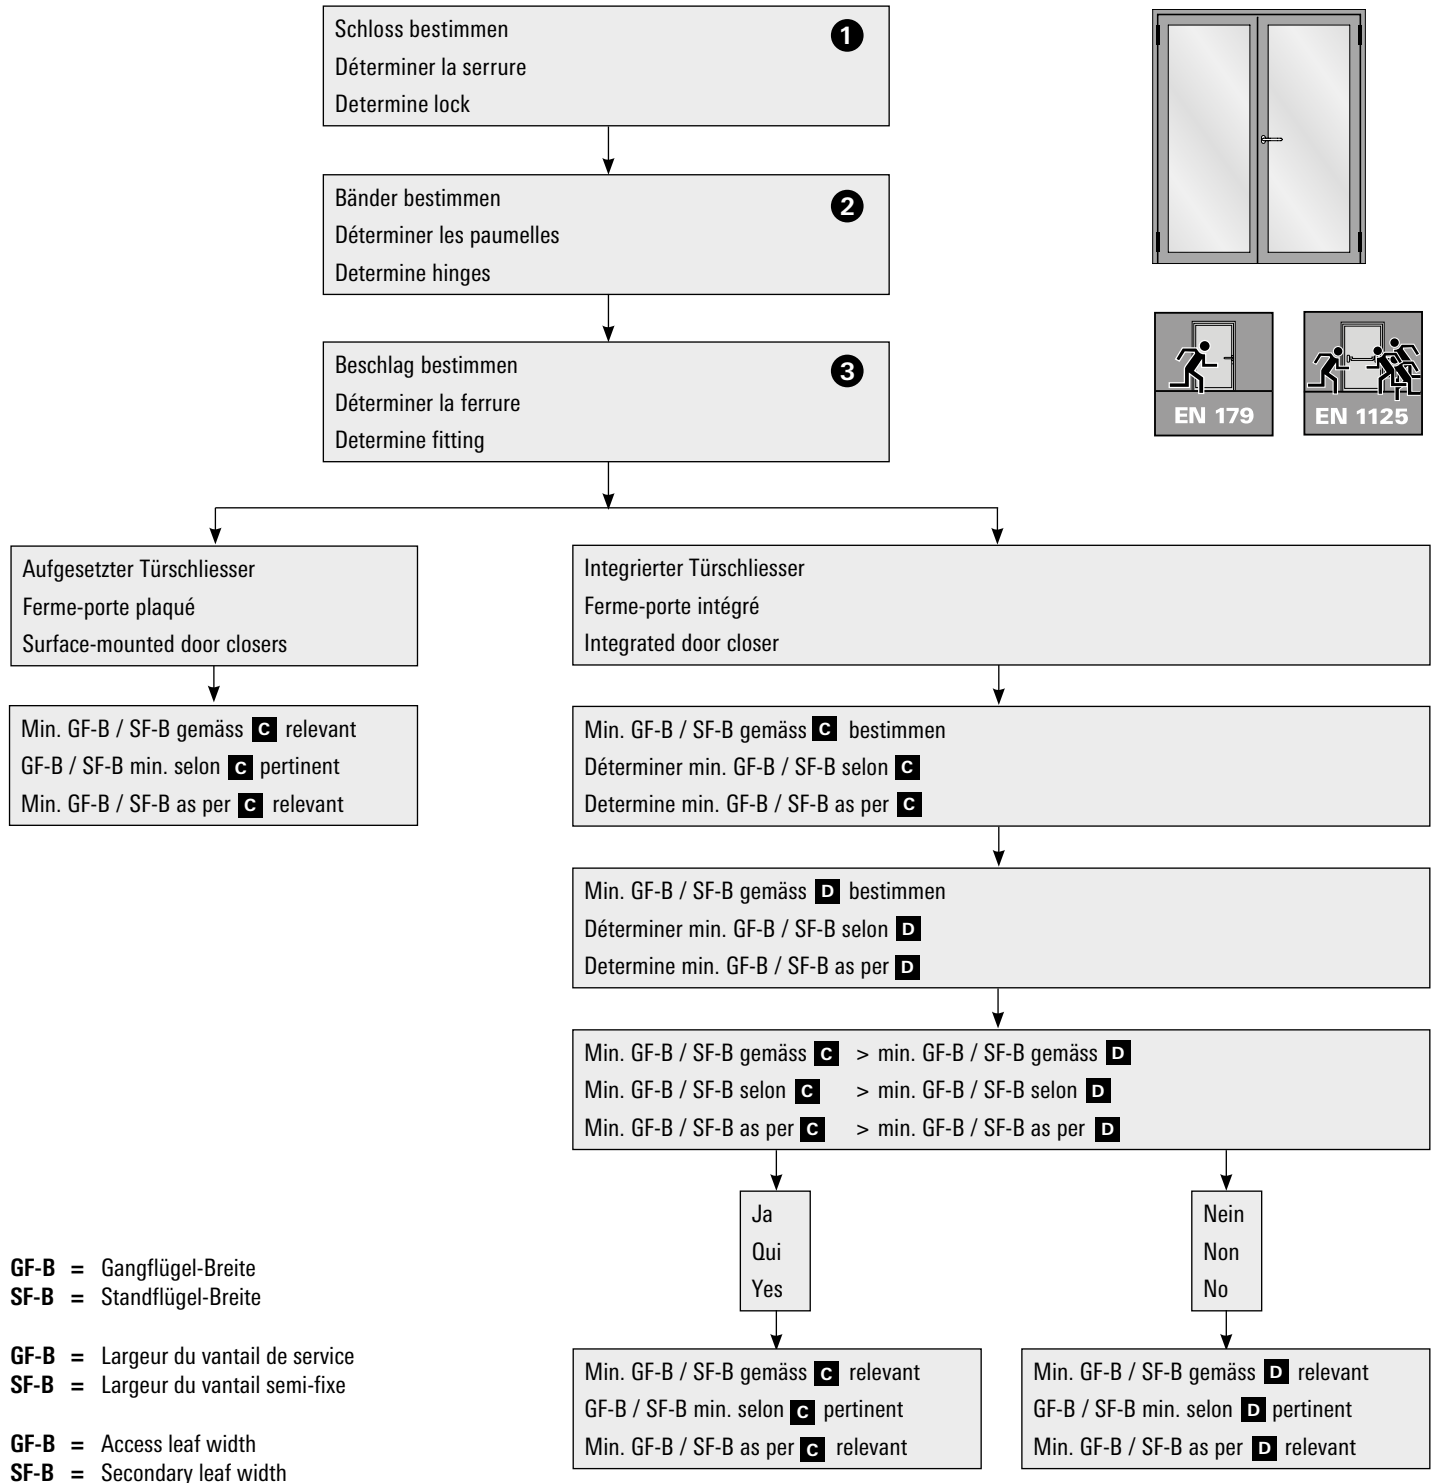 Schloss bestimmen
Déterminer la serrure
Determine lock
1
Bänder bestimmen
Déterminer les paumelles
Determine hinges
2
Beschlag bestimmen
Déterminer la ferrure
Determine fitting
3
EN 179
EN 1125
Aufgesetzter Türschliesser
Ferme-porte plaqué
Surface-mounted door closers
Integrierter Türschliesser
Ferme-porte intégré
Integrated door closer
Min. GF-B / SF-B gemäss C relevant
GF-B / SF-B min. selon C pertinent
Min. GF-B / SF-B as per C relevant
Min. GF-B / SF-B gemäss C bestimmen
Déterminer min. GF-B / SF-B selon C
Determine min. GF-B / SF-B as per C
Min. GF-B / SF-B gemäss D bestimmen
Déterminer min. GF-B / SF-B selon D
Determine min. GF-B / SF-B as per D
Min. GF-B / SF-B gemäss C > min. GF-B / SF-B gemäss D
Min. GF-B / SF-B selon C > min. GF-B / SF-B selon D
Min. GF-B / SF-B as per C > min. GF-B / SF-B as per D
Ja
Qui
Yes
Nein
Non
No
Min. GF-B / SF-B gemäss C relevant
GF-B / SF-B min. selon C pertinent
Min. GF-B / SF-B as per C relevant
Min. GF-B / SF-B gemäss D relevant
GF-B / SF-B min. selon D pertinent
Min. GF-B / SF-B as per D relevant
GF-B = Gangflügel-Breite
SF-B = Standflügel-Breite
GF-B = Largeur du vantail de service
SF-B = Largeur du vantail semi-fixe
GF-B = Access leaf width
SF-B = Secondary leaf width